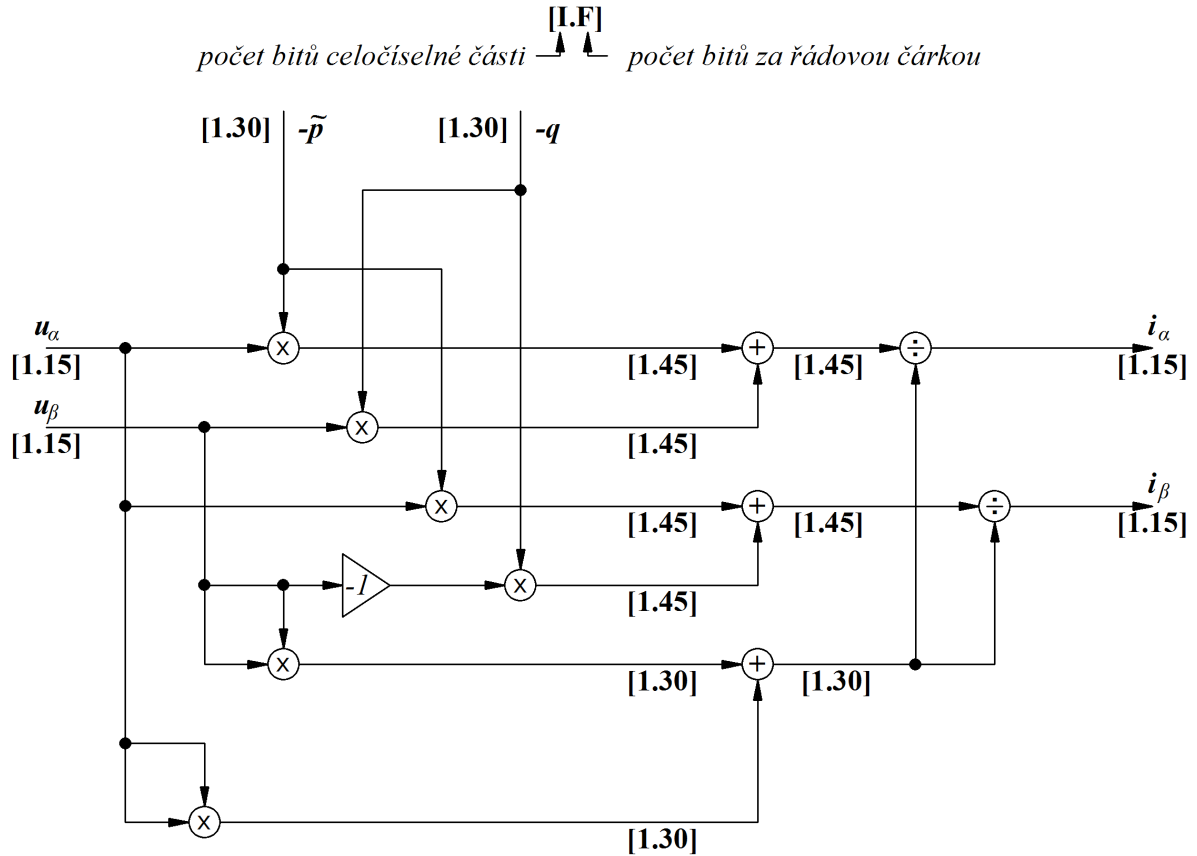 [I.F]
počet bitů celočíselné části
počet bitů za řádovou čárkou
[1.30] -p̃
[1.30] -q
uα
[1.15]
x
[1.45]
+
[1.45]
÷
iα
[1.15]
uβ
[1.15]
x
[1.45]
x
[1.45]
+
[1.45]
÷
iβ
[1.15]
-1
x
[1.45]
x
[1.30]
+
[1.30]
x
[1.30]